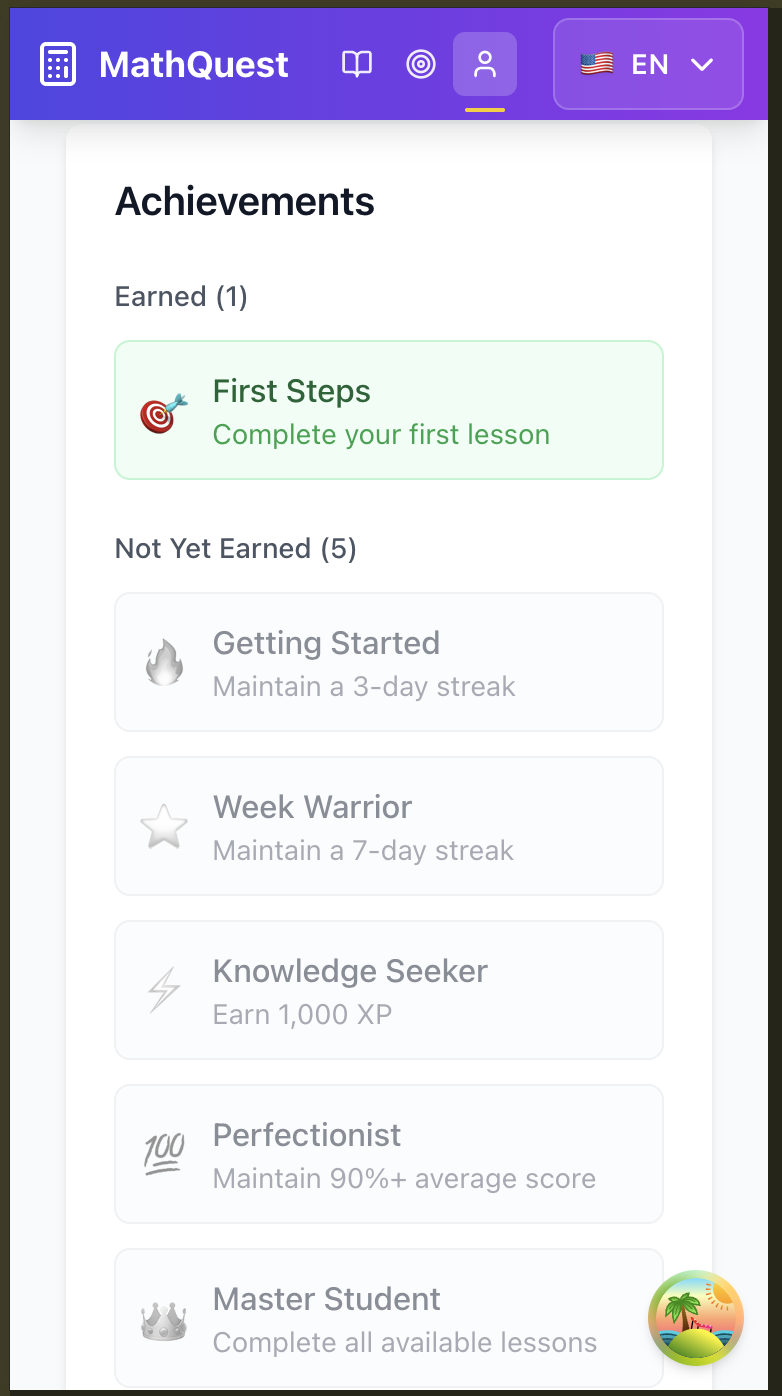 MathQuest
EN
Achievements
Earned (1)
First Steps
Complete your first lesson
Not Yet Earned (5)
Getting Started
Maintain a 3-day streak
Week Warrior
Maintain a 7-day streak
Knowledge Seeker
Earn 1,000 XP
100
Perfectionist
Maintain 90%+ average score
Master Student
Complete all available lessons